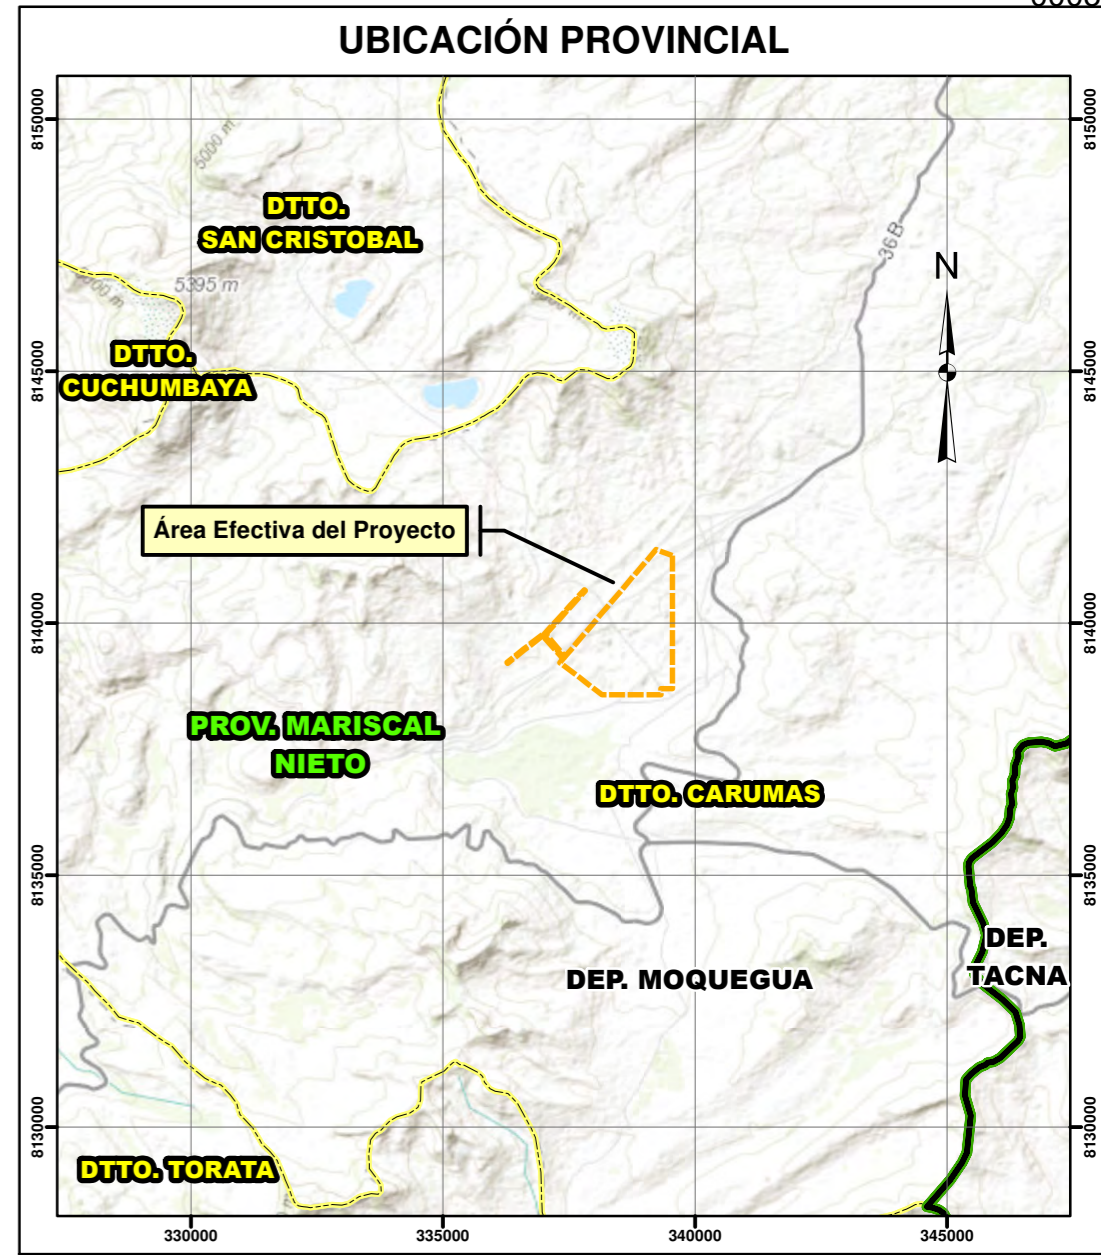 UBICACIÓN PROVINCIAL
330000
335000
340000
345000
8150000
8145000
8140000
8135000
8130000
8150000
8145000
8140000
8135000
8130000
5000 m
DTTO.
SAN CRISTOBAL
36B
N
5395 m
DTTO.
CUCHUMBAYA
Área Efectiva del Proyecto
PROV. MARISCAL
NIETO
DTTO. CARUMAS
DEP.
TACNA
DEP. MOQUEGUA
DTTO. TORATA